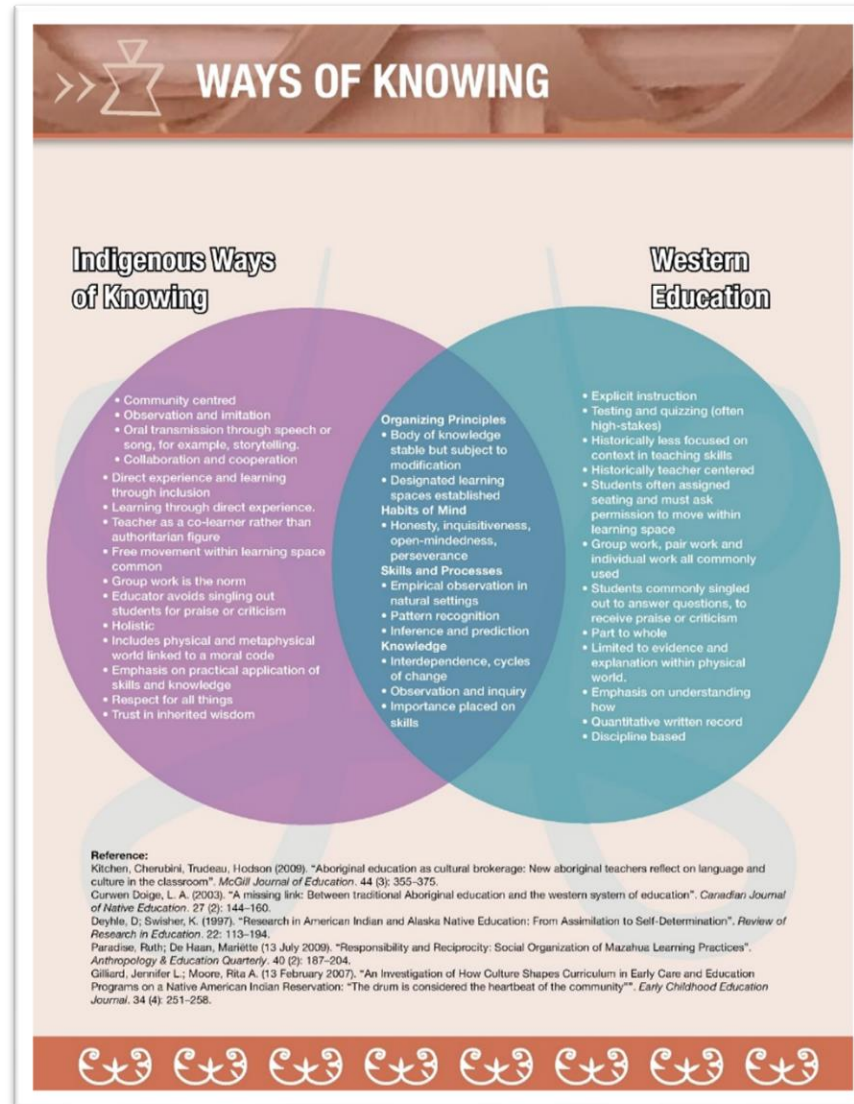 WAYS OF KNOWING
Indigenous Ways
of Knowing
Western
Education
• Community centred
• Observation and imitation
• Oral transmission through speech or
song, for example, storytelling.
• Collaboration and cooperation
• Direct experience and learning
through inclusion
• Learning through direct experience.
• Teacher as a co-learner rather than
authoritarian figure
• Free movement within learning space
common
• Group work is the norm
• Educator avoids singling out
students for praise or criticism
• Holistic
• Includes physical and metaphysical
world linked to a moral code
• Emphasis on practical application of
skills and knowledge
• Respect for all things
• Trust in inherited wisdom
Organizing Principles
• Body of knowledge
stable but subject to
modification
• Designated learning
spaces established
Habits of Mind
• Honesty, inquisitiveness,
open-mindedness,
perseverance
Skills and Processes
• Empirical observation in
natural settings
• Pattern recognition
• Inference and prediction
Knowledge
• Interdependence, cycles
of change
• Observation and inquiry
• Importance placed on
skills
• Explicit instruction
• Testing and quizzing (often
high-stakes)
• Historically less focused on
context in teaching skills
• Historically teacher centered
• Students often assigned
seating and must ask
permission to move within
learning space
• Group work, pair work and
individual work all commonly
used
• Students commonly singled
out to answer questions, to
receive praise or criticism
• Part to whole
• Limited to evidence and
explanation within physical
world.
• Emphasis on understanding
how
• Quantitative written record
• Discipline based
Reference:
Kitchen, Cherubini, Trudeau, Hodson (2009). “Aboriginal education as cultural brokerage: New aboriginal teachers reflect on language and
culture in the classroom”. McGill Journal of Education. 44 (3): 355–375.
Curwen Doige, L. A. (2003). “A missing link: Between traditional Aboriginal education and the western system of education”. Canadian Journal
of Native Education. 27 (2): 144–160.
Deyhle, D; Swisher, K. (1997). “Research in American Indian and Alaska Native Education: From Assimilation to Self-Determination”. Review of
Research in Education. 22: 113–194.
Paradise, Ruth; De Haan, Mariëtte (13 July 2009). “Responsibility and Reciprocity: Social Organization of Mazahua Learning Practices”.
Anthropology & Education Quarterly. 40 (2): 187–204.
Gilliard, Jennifer L.; Moore, Rita A. (13 February 2007). “An Investigation of How Culture Shapes Curriculum in Early Care and Education
Programs on a Native American Indian Reservation: “The drum is considered the heartbeat of the community””. Early Childhood Education
Journal. 34 (4): 251–258.